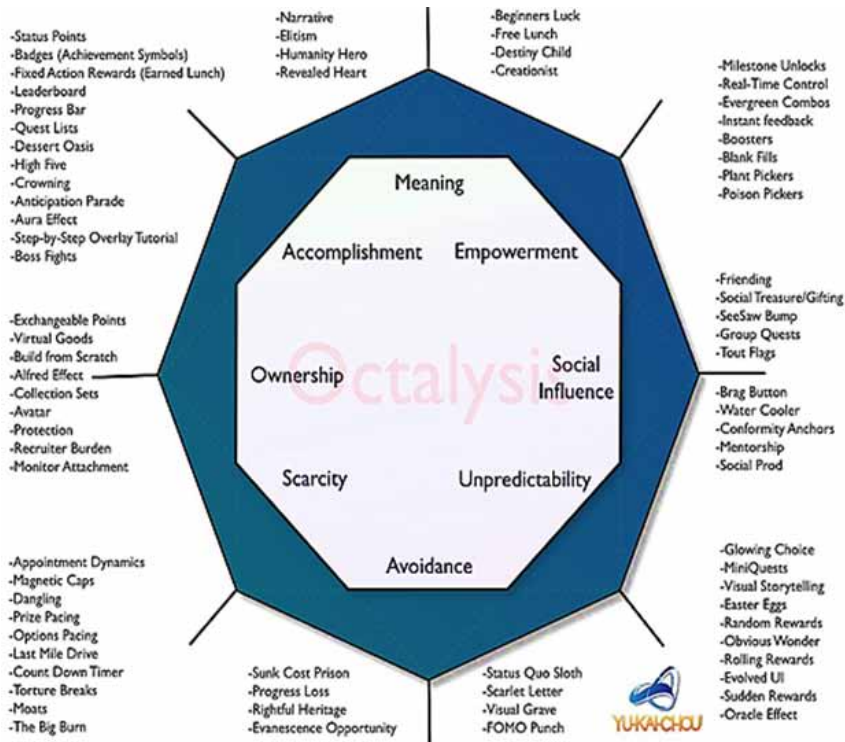 -Narrative
-Elitism
-Humanity Hero
-Revealed Heart
-Beginners Luck
-Free Lunch
-Destiny Child
-Creationist
-Status Points
-Badges (Achievement Symbols)
-Fixed Action Rewards (Earned Lunch)
-Leaderboard
-Progress Bar
-Quest Lists
-Dessert Oasis
-High Five
-Crowning
-Anticipation Parade
-Aura Effect
-Step-by-Step Overlay Tutorial
-Boss Fights
-Milestone Unlocks
-Real-Time Control
-Evergreen Combos
-Instant feedback
-Boosters
-Blank Fills
-Plant Pickers
-Poison Pickers
Meaning
Accomplishment
Empowerment
Octalysis
Ownership
Social
Influence
Scarcity
Unpredictability
Avoidance
-Exchangeable Points
-Virtual Goods
-Build from Scratch
-Alfred Effect
-Collection Sets
-Avatar
-Protection
-Recruiter Burden
-Monitor Attachment
-Friending
-Social Treasure/Gifting
-SeeSaw Bump
-Group Quests
-Tout Flags
-Brag Button
-Water Cooler
-Conformity Anchors
-Mentorship
-Social Prod
-Appointment Dynamics
-Magnetic Caps
-Dangling
-Prize Pacing
-Options Pacing
-Last Mile Drive
-Count Down Timer
-Torture Breaks
-Moats
-The Big Burn
-Sunk Cost Prison
-Progress Loss
-Rightful Heritage
-Evanescence Opportunity
-Status Quo Sloth
-Scarlet Letter
-Visual Grave
-FOMO Punch
-Glowing Choice
-MiniQuests
-Visual Storytelling
-Easter Eggs
-Random Rewards
-Obvious Wonder
-Rolling Rewards
-Evolved UI
-Sudden Rewards
-Oracle Effect
YU-KAI-CHOU